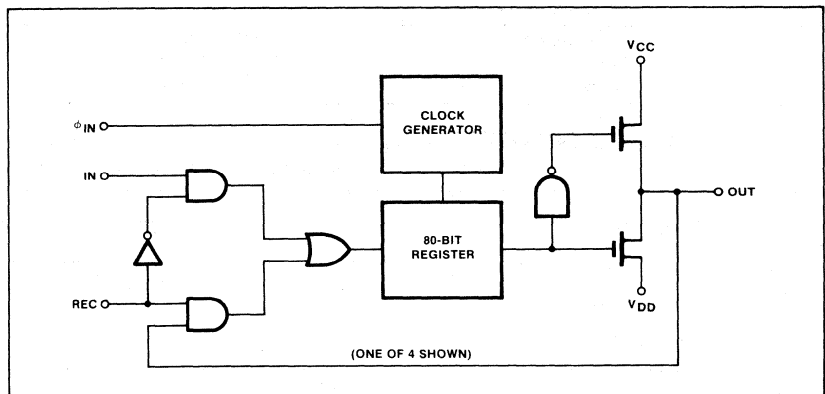 VCC
CLOCK
GENERATOR
ϕIN
IN
OUT
80-BIT
REGISTER
REC
VDD
(ONE OF 4 SHOWN)